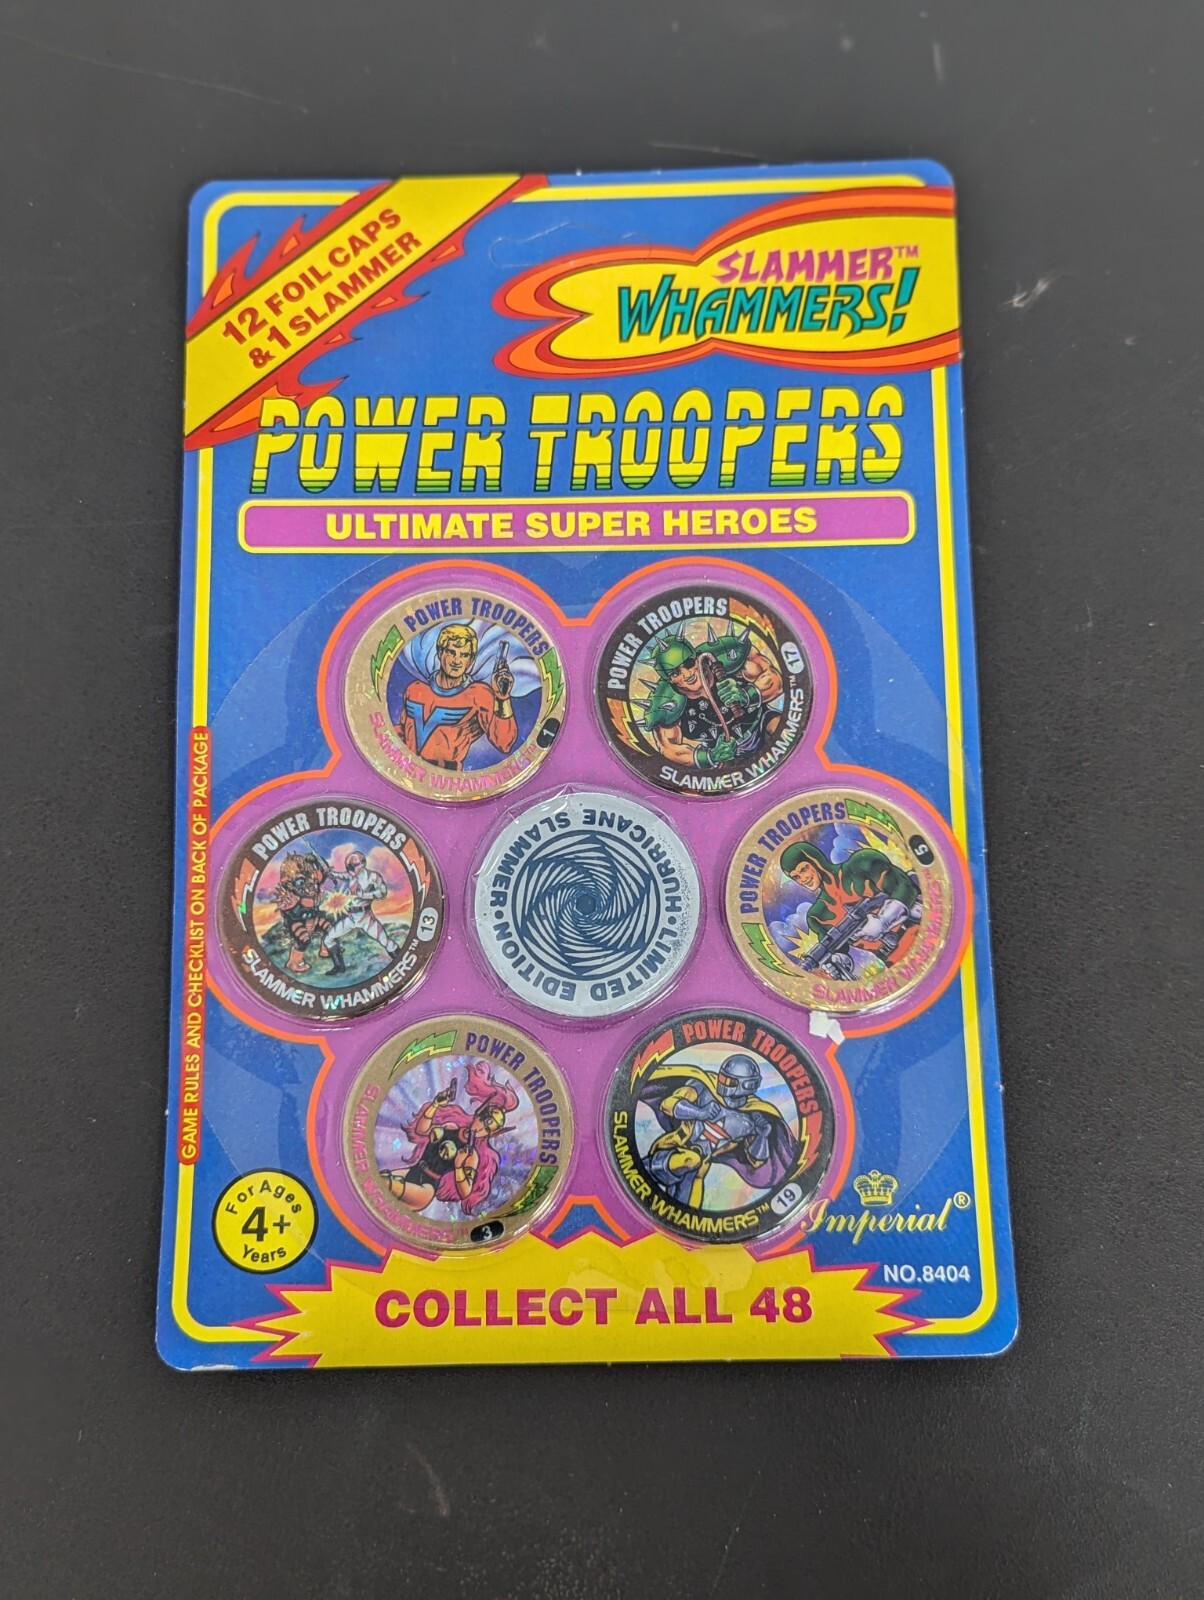 12 FOIL CAPS
& 1 SLAMMER
SLAMMER™
WHAMMERS!
POWER TROOPERS
ULTIMATE SUPER HEROES
POWER TROOPERS
SLAMMER WHAMMERS™
1
POWER TROOPERS
SLAMMER WHAMMERS™
17
POWER TROOPERS
SLAMMER WHAMMERS™
13
HURRICANE SLAMMER • LIMITED EDITION •
POWER TROOPERS
SLAMMER WHAMMERS™
5
POWER TROOPERS
SLAMMER WHAMMERS™
3
POWER TROOPERS
SLAMMER WHAMMERS™
19
GAME RULES AND CHECKLIST ON BACK OF PACKAGE
For Ages
4+
Years
Imperial®
NO.8404
COLLECT ALL 48